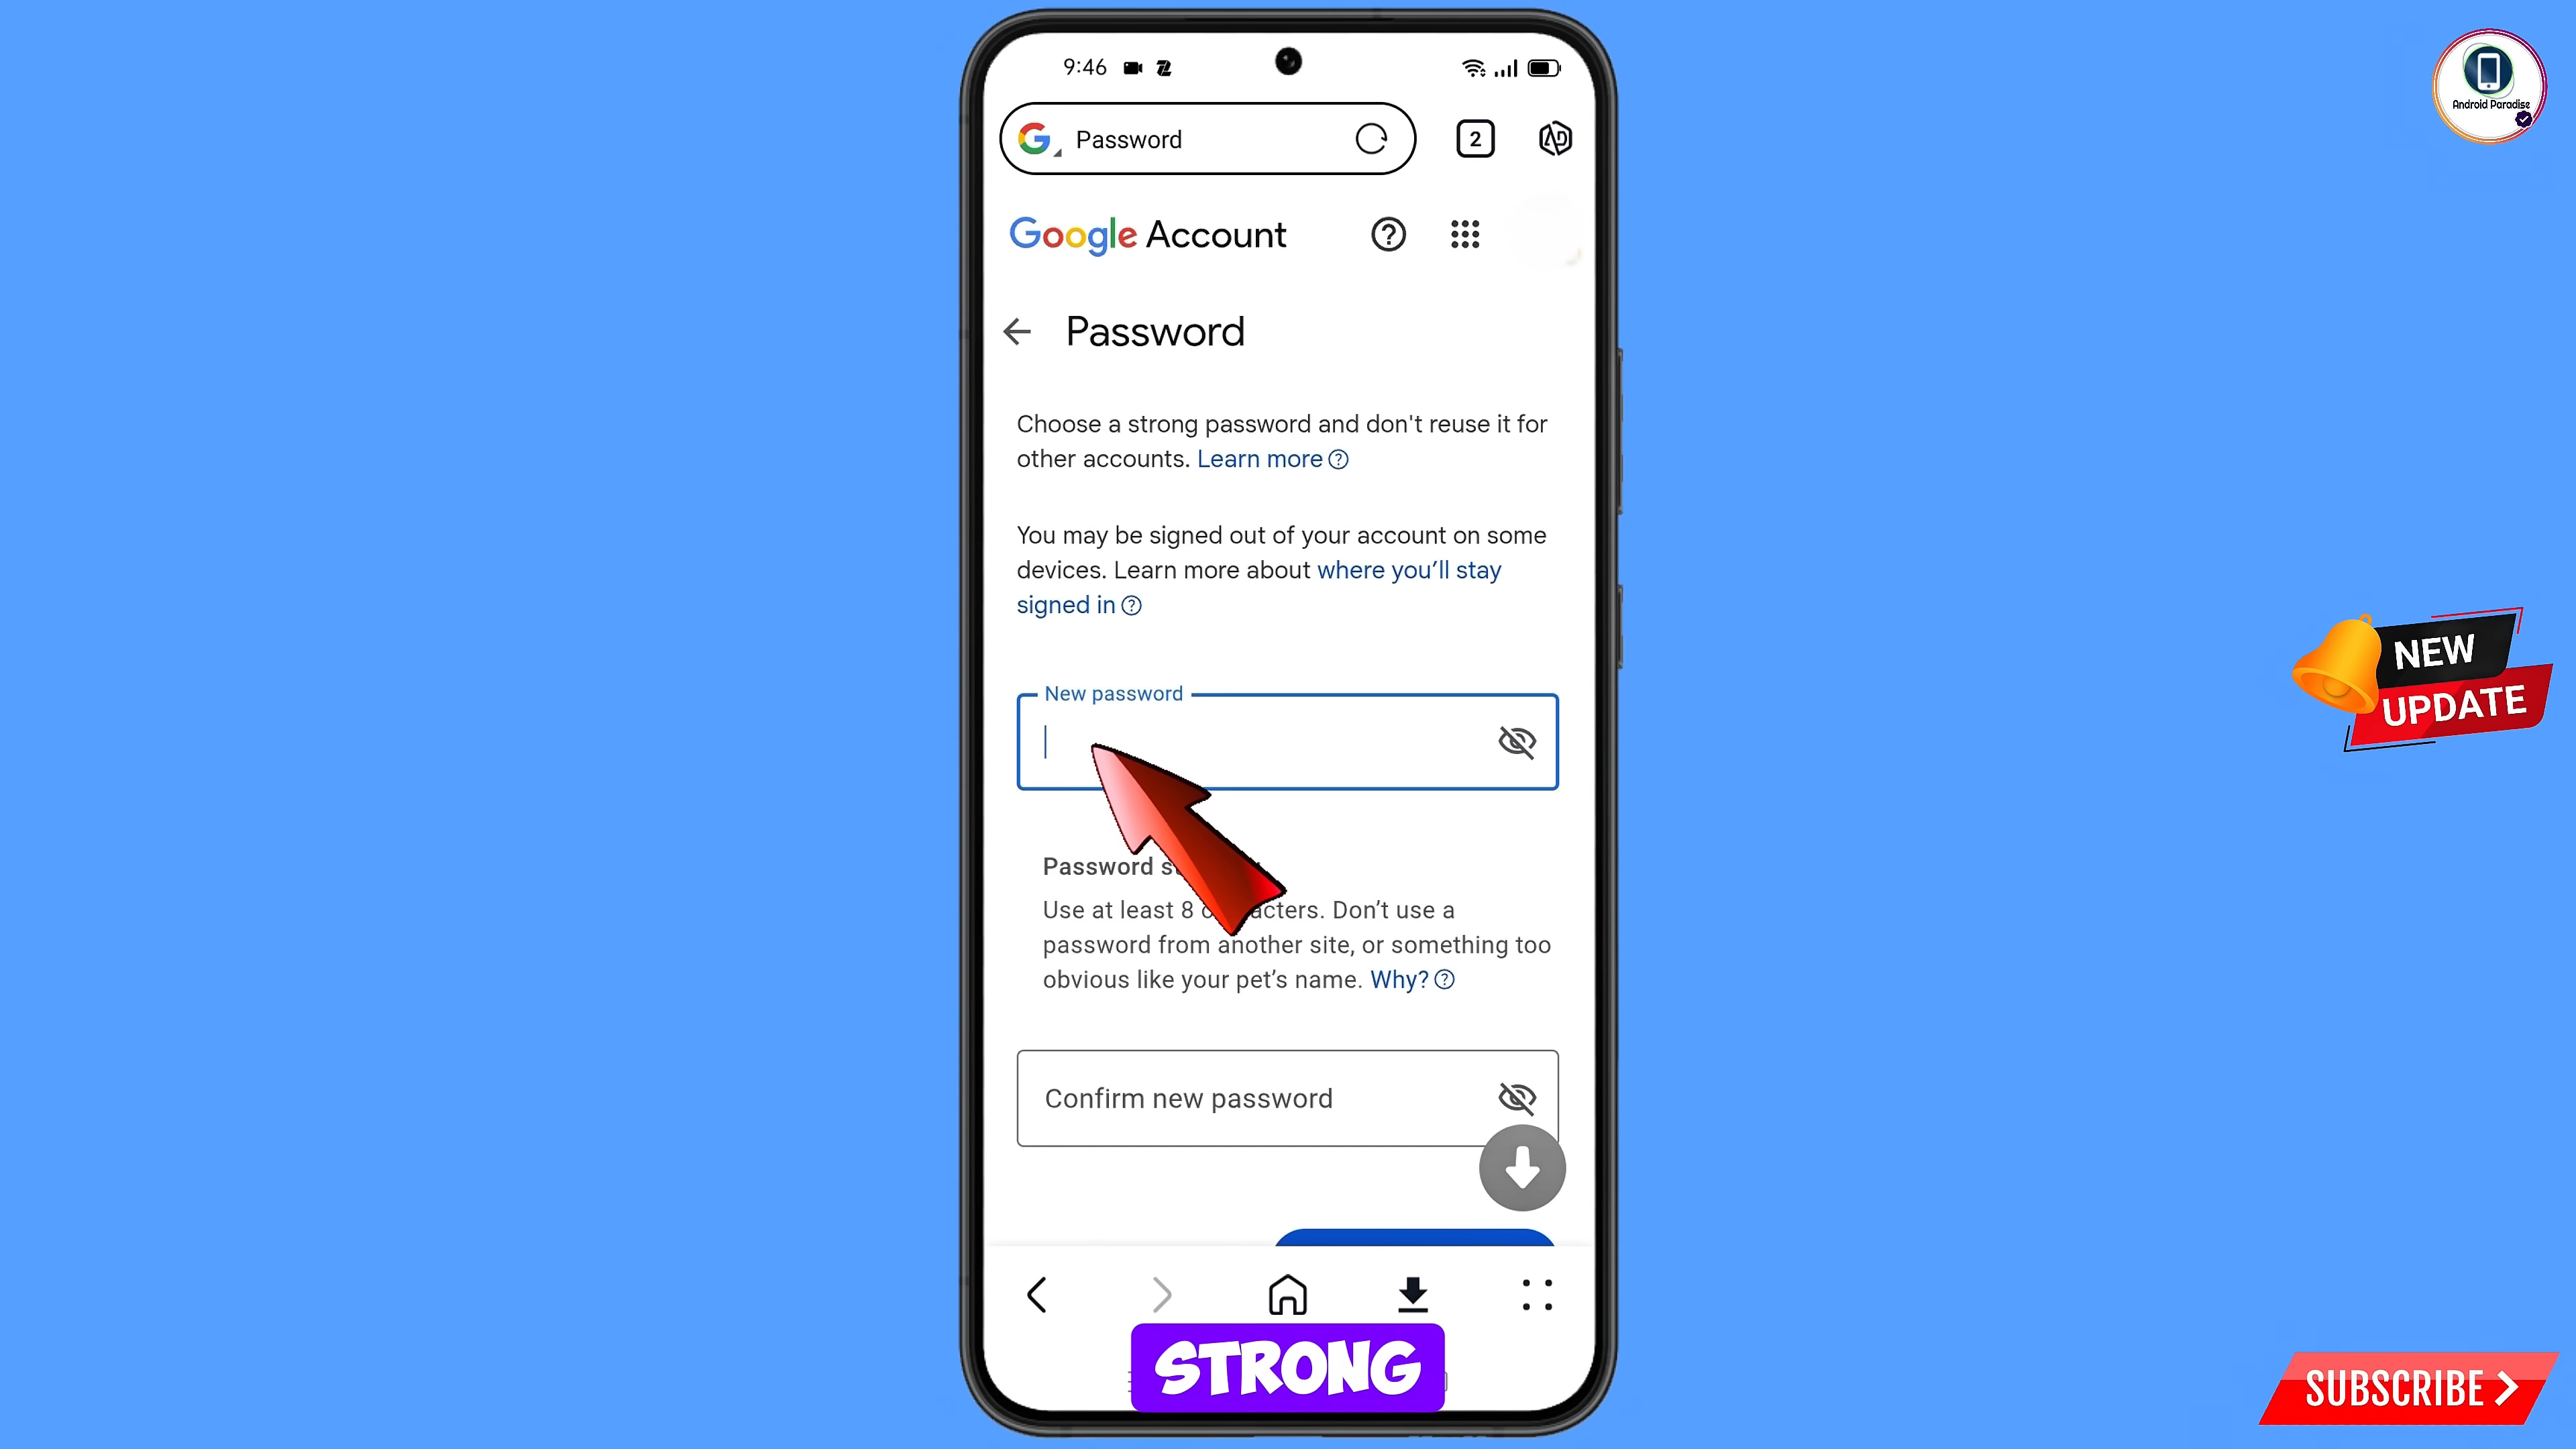 9:46
Android Paradise
Password
2
Google Account
Password
Choose a strong password and don't reuse it for
other accounts. Learn more
You may be signed out of your account on some
devices. Learn more about where you'll stay
signed in
New password
NEW
UPDATE
Password
Use at least 8
Don't use a
password from another site, or something too
obvious like your pet's name. Why?
Confirm new password
STRONG
SUBSCRIBE